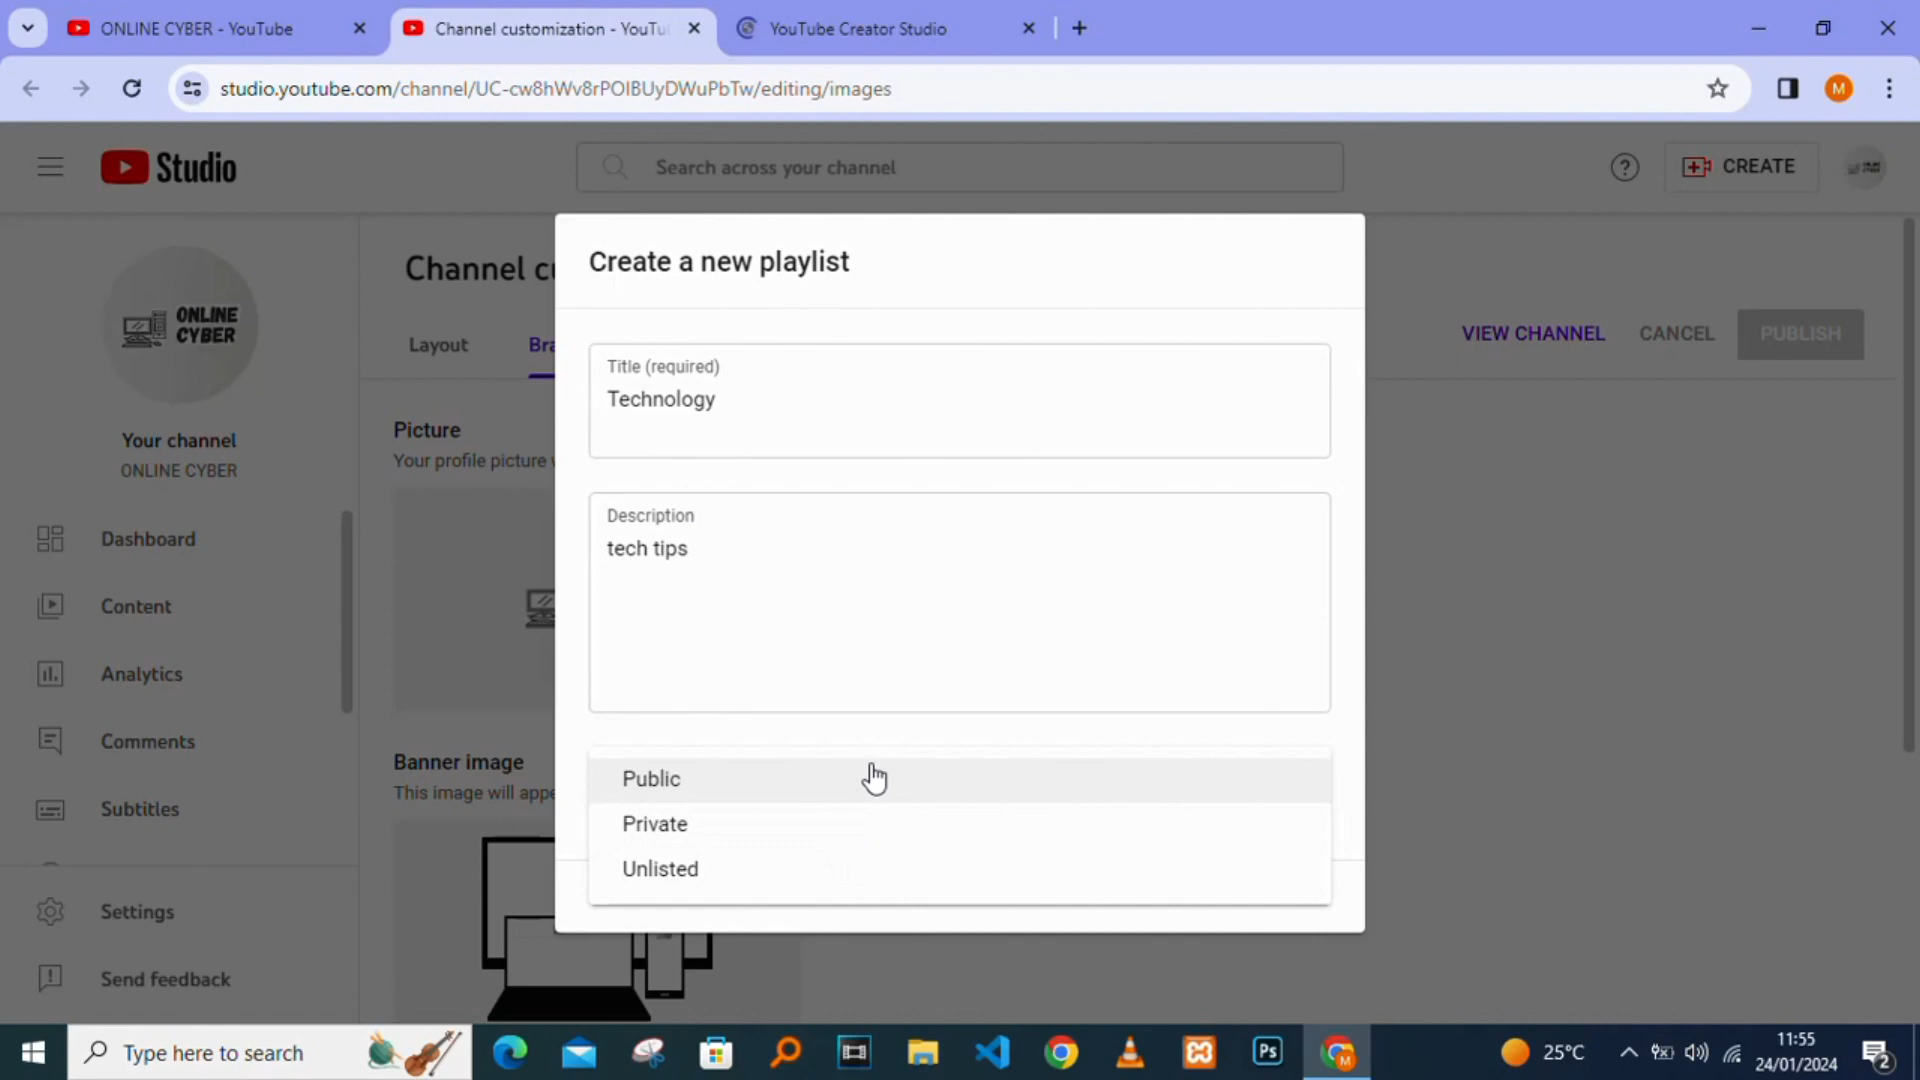 ONLINE CYBER - YouTube
Channel customization - YouTu
YouTube Creator Studio
studio.youtube.com/channel/UC-cw8hWv8rPOIBUyDWuPbTw/editing/images
M
Studio
Search across your channel
CREATE
ONLINE
CYBER
Your channel
ONLINE CYBER
Dashboard
Content
Analytics
Comments
Subtitles
Settings
Send feedback
Channel cu
Layout
Bra
VIEW CHANNEL
CANCEL
PUBLISH
Picture
Your profile picture
Banner image
This image will appe
Create a new playlist
Title (required)
Technology
Description
tech tips
Public
Private
Unlisted
Type here to search
Ps
M
25°C
11:55
24/01/2024
2